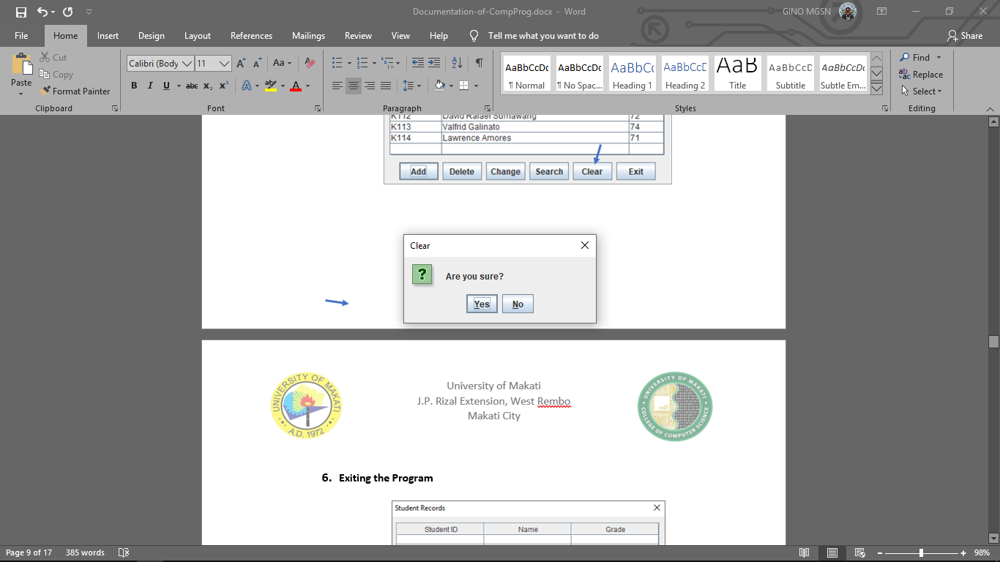 Documentation-of-CompProg.docx - Word
GINO MGSN
File Home Insert Design Layout References Mailings Review View Help Tell me what you want to do Share
Paste
Cut
Copy
Format Painter
Clipboard
Calibri (Body 11
Aa
B I U abc x₂ x²
A
Font
Paragraph
AaBbCcDc AaBbCcDc AaBbCc AaBbCcD AaB AaBbCcD AaBbCcDc
¶ Normal ¶ No Spac... Heading 1 Heading 2 Title Subtitle Subtle Em...
Styles
Find
Replace
Select
Editing
K112 David Rafael Sumawang 72
K113 Valfrid Galinato 74
K114 Lawrence Amores 71
Add Delete Change Search Clear Exit
Clear
? Are you sure?
Yes No
UNIVERSITY OF MAKATI
A.D. 1972
University of Makati
J.P. Rizal Extension, West Rembo
Makati City
UNIVERSITY OF MAKATI
COLLEGE OF COMPUTER SCIENCE
6. Exiting the Program
Student Records
Student ID Name Grade
Page 9 of 17 385 words
98%